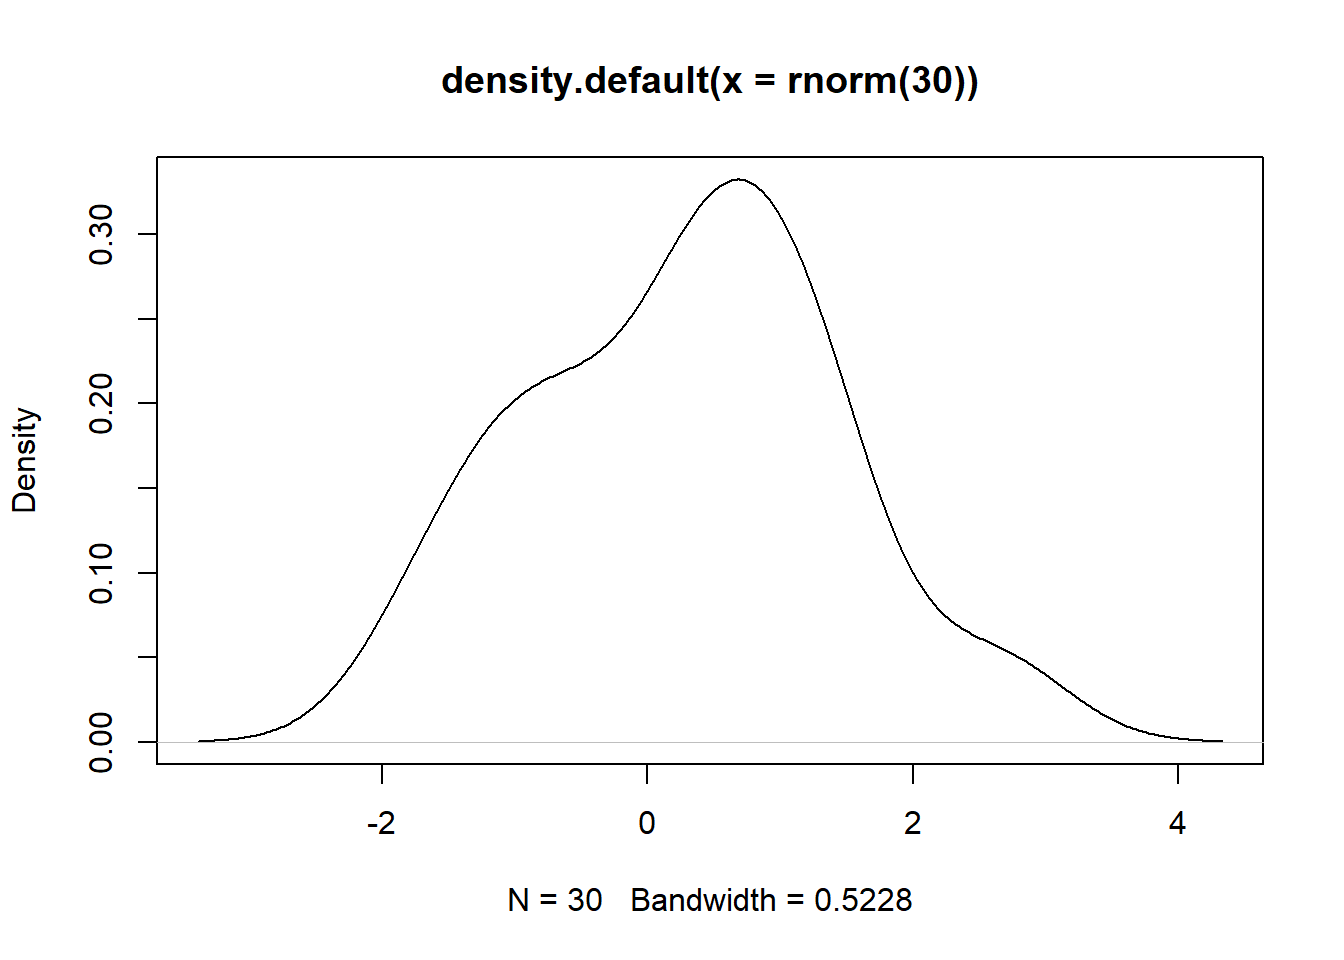 density.default(x = rnorm(30))
Density
0.30
0.20
0.10
0.00
-2 0 2 4
N = 30 Bandwidth = 0.5228